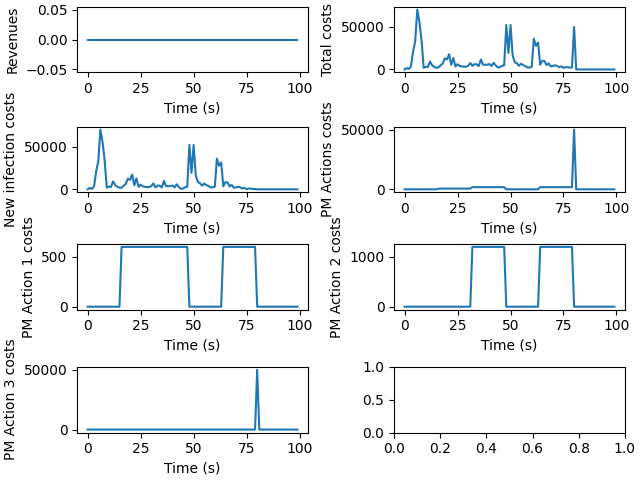 Revenues
0.05
0.00
−0.05
0 25 50 75 100
Time (s)
Total costs
50000
0
0 25 50 75 100
Time (s)
New infection costs
50000
0
0 25 50 75 100
Time (s)
PM Actions costs
50000
0
0 25 50 75 100
Time (s)
PM Action 1 costs
500
0
0 25 50 75 100
Time (s)
PM Action 2 costs
1000
0
0 25 50 75 100
Time (s)
PM Action 3 costs
50000
0
0 25 50 75 100
Time (s)
1.0
0.5
0.0
0.0 0.2 0.4 0.6 0.8 1.0